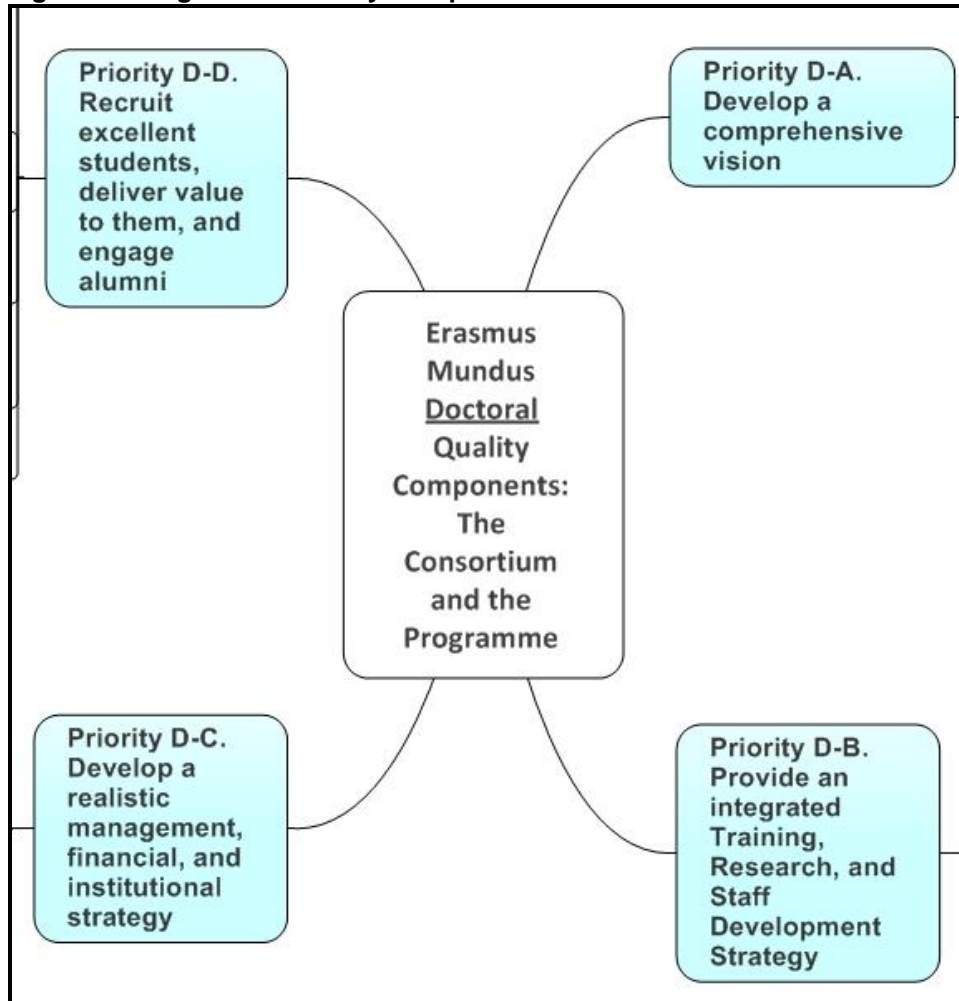 Priority D-D.
Recruit
excellent
students,
deliver value
to them, and
engage
alumni
Priority D-A.
Develop a
comprehensive
vision
Erasmus
Mundus
Doctoral
Quality
Components:
The
Consortium
and the
Programme
Priority D-C.
Develop a
realistic
management,
financial, and
institutional
strategy
Priority D-B.
Provide an
integrated
Training,
Research, and
Staff
Development
Strategy